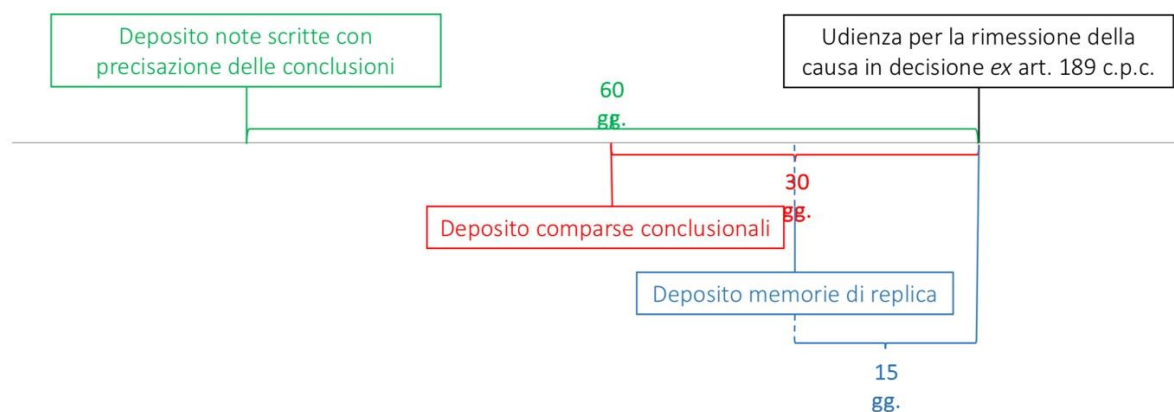 Deposito note scritte con
precisazione delle conclusioni
Udienza per la rimessione della
causa in decisione ex art. 189 c.p.c.
60
gg.
30
gg.
Deposito comparse conclusionali
Deposito memorie di replica
15
gg.